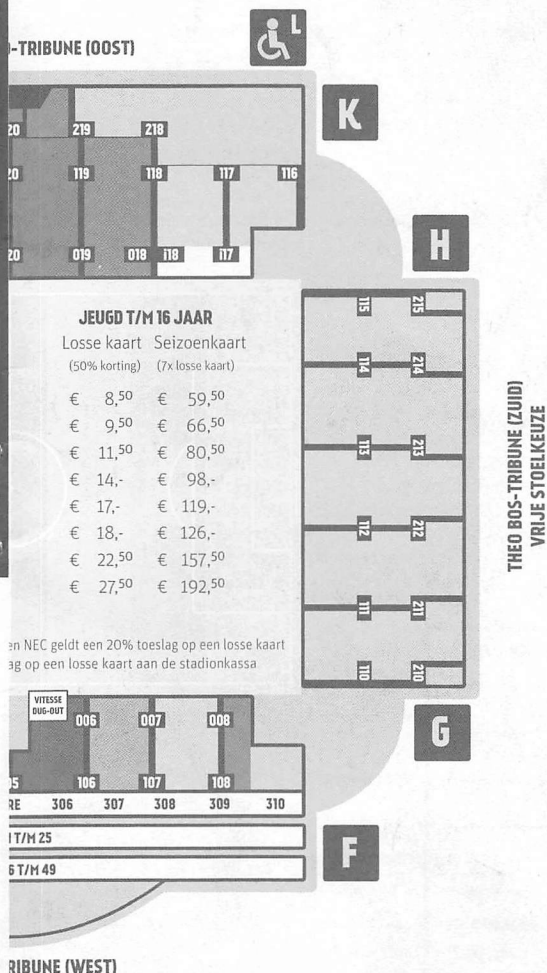 -TRIBUNE (OOST)
L
K
20 219 218
20 119 118 117 116
20 019 018 i18 i17
H
115 215
114 214
113 213
112 212
111 211
110 210
THEO BOS-TRIBUNE (ZUID)
VRIJE STOELKEUZE
JEUGD T/M 16 JAAR
Losse kaart Seizoenkaart
(50% korting) (7x losse kaart)
€ 8,50 € 59,50
€ 9,50 € 66,50
€ 11,50 € 80,50
€ 14,- € 98,-
€ 17,- € 119,-
€ 18,- € 126,-
€ 22,50 € 157,50
€ 27,50 € 192,50
en NEC geldt een 20% toeslag op een losse kaart
ag op een losse kaart aan de stadionkassa
VITESSE
DUG-OUT
006 007 008
G
05 106 107 108
RE 306 307 308 309 310
T/M 25
F
6 T/M 49
RIBUNE (WEST)